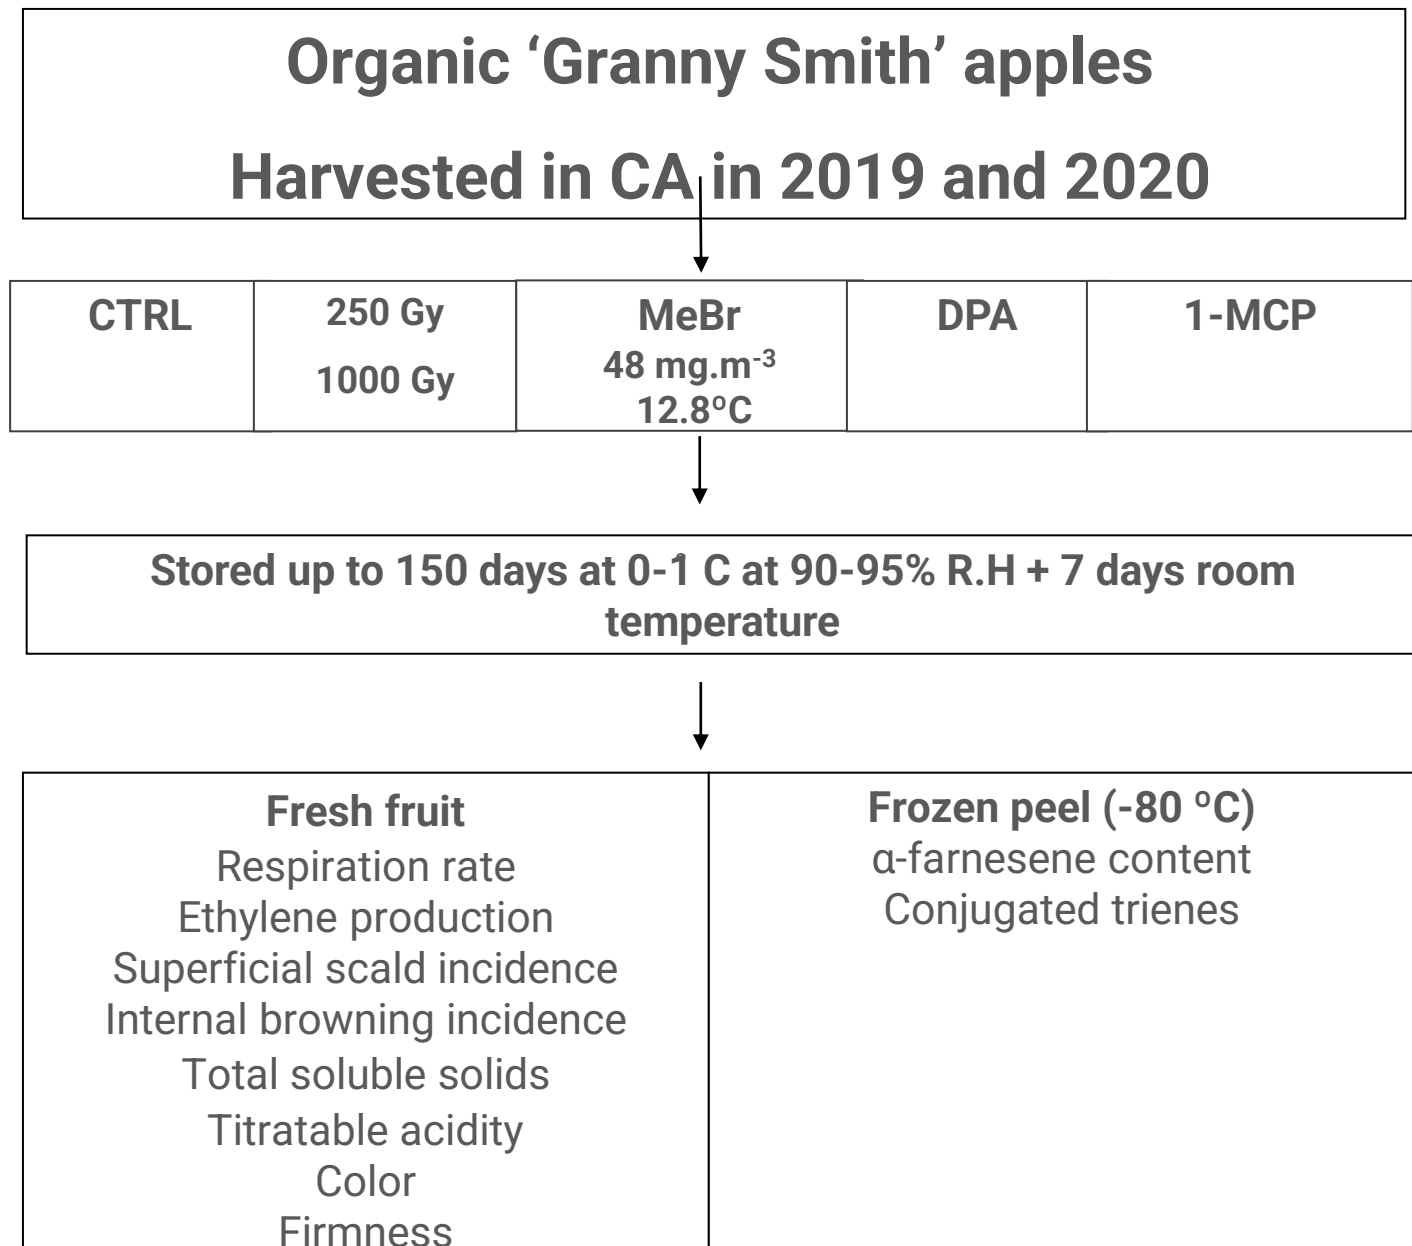 Organic ‘Granny Smith’ apples
Harvested in CA in 2019 and 2020
CTRL
250 Gy
1000 Gy
MeBr
48 mg.m-3
12.8ºC
DPA
1-MCP
Stored up to 150 days at 0-1° C at 90-95% R.H + 7 days room
temperature
Fresh fruit
Respiration rate
Ethylene production
Superficial scald incidence
Internal browning incidence
Total soluble solids
Titratable acidity
Color
Firmness
Frozen peel (-80 ºC)
α-farnesene content
Conjugated trienes